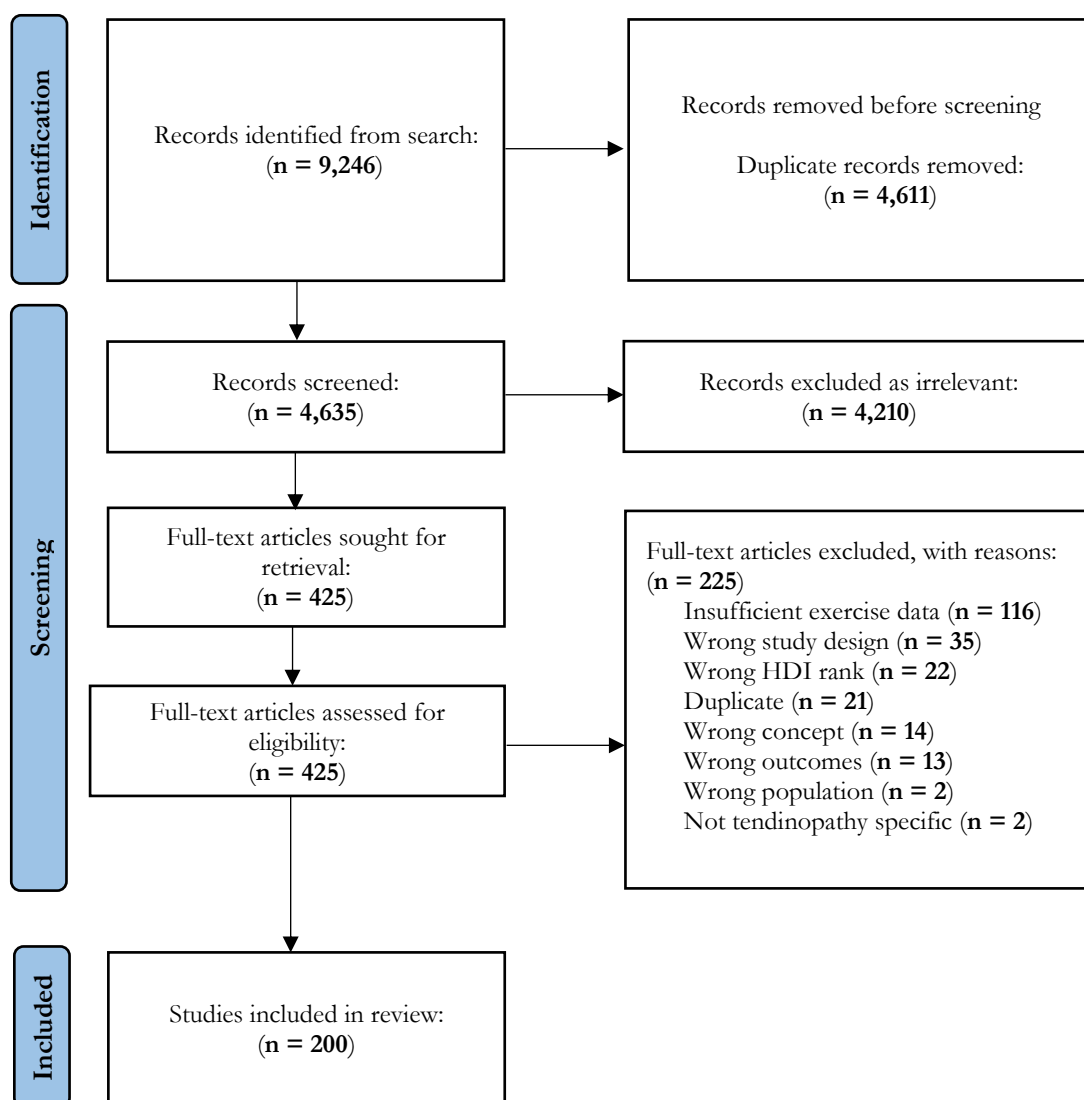 Identification
Records identified from search:
(n = 9,246)
Records removed before screening
Duplicate records removed:
(n = 4,611)
Screening
Records screened:
(n = 4,635)
Records excluded as irrelevant:
(n = 4,210)
Full-text articles sought for
retrieval:
(n = 425)
Full-text articles assessed for
eligibility:
(n = 425)
Full-text articles excluded, with reasons:
(n = 225)
Insufficient exercise data (n = 116)
Wrong study design (n = 35)
Wrong HDI rank (n = 22)
Duplicate (n = 21)
Wrong concept (n = 14)
Wrong outcomes (n = 13)
Wrong population (n = 2)
Not tendinopathy specific (n = 2)
Included
Studies included in review:
(n = 200)